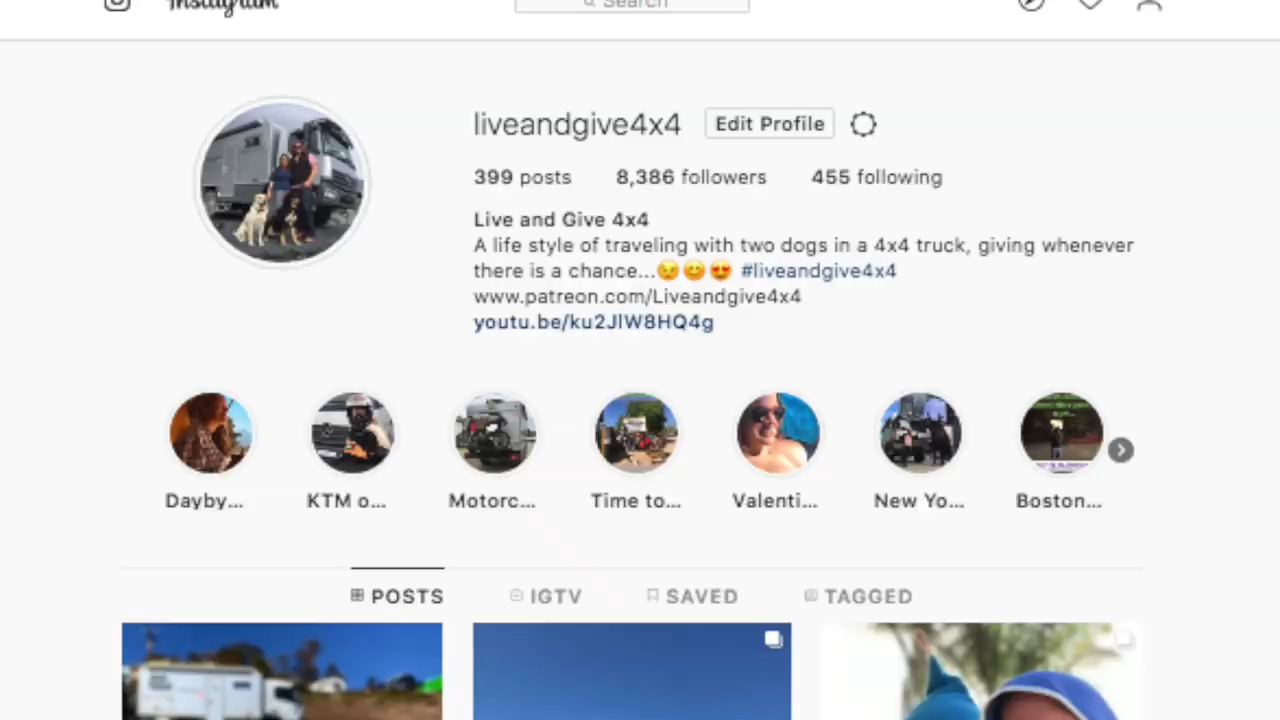 Instagram
Search
liveandgive4x4 Edit Profile
399 posts 8,386 followers 455 following
Live and Give 4x4
A life style of traveling with two dogs in a 4x4 truck, giving whenever
there is a chance...😉😊😍 #liveandgive4x4
www.patreon.com/Liveandgive4x4
youtu.be/ku2JlW8HQ4g
Dayby... KTM o... Motorc... Time to... Valenti... New Yo... Boston...
POSTS IGTV SAVED TAGGED